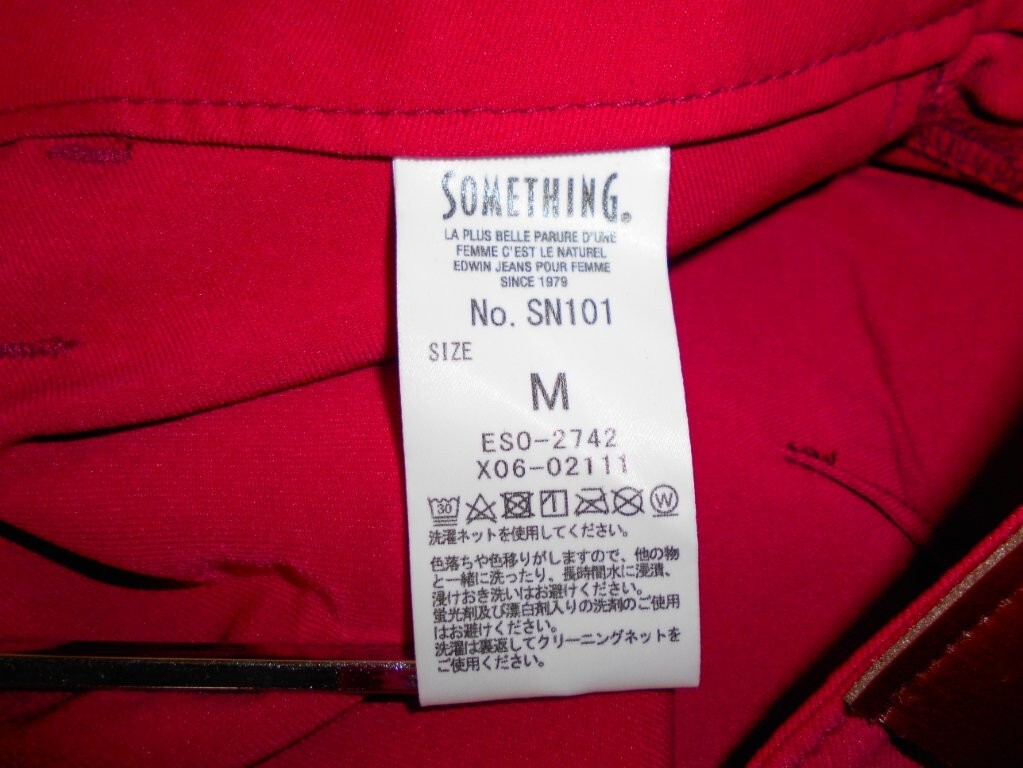 SOMETHING®
LA PLUS BELLE PARURE D'UNE
FEMME C'EST LE NATUREL
EDWIN JEANS POUR FEMME
SINCE 1979
No. SN101
SIZE
M
ESO-2742
X06-02111
30 W
洗濯ネットを使用してください。
色落ちや色移りがしますので、他の物
と一緒に洗ったり、長時間水に浸漬、
浸けおき洗いはお避けください。
蛍光剤及び漂白剤入りの洗剤のご使用
はお避けください。
洗濯は裏返してクリーニングネットを
ご使用ください。